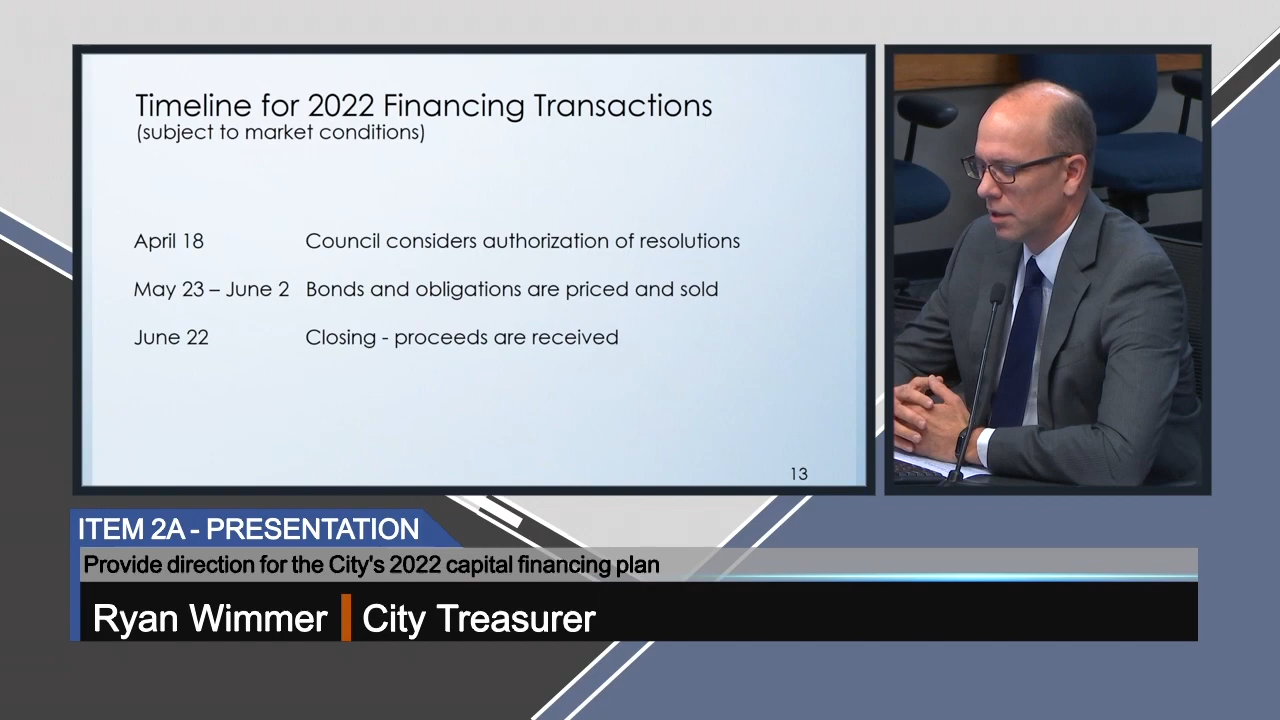 Timeline for 2022 Financing Transactions
(subject to market conditions)
April 18 Council considers authorization of resolutions
May 23 – June 2 Bonds and obligations are priced and sold
June 22 Closing - proceeds are received
13
ITEM 2A - PRESENTATION
Provide direction for the City's 2022 capital financing plan
Ryan Wimmer City Treasurer